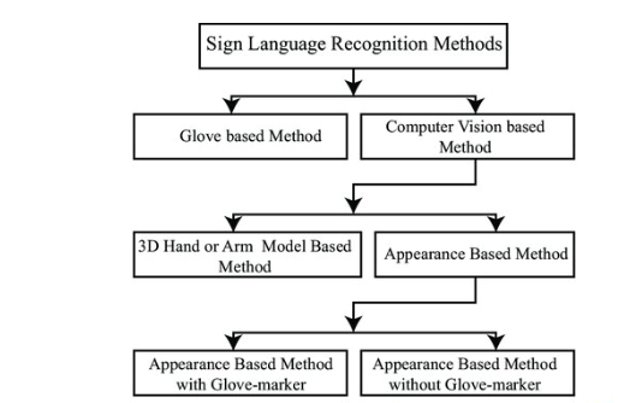 Sign Language Recognition Methods
Glove based Method
Computer Vision based
Method
3D Hand or Arm Model Based
Method
Appearance Based Method
Appearance Based Method
with Glove-marker
Appearance Based Method
without Glove-marker